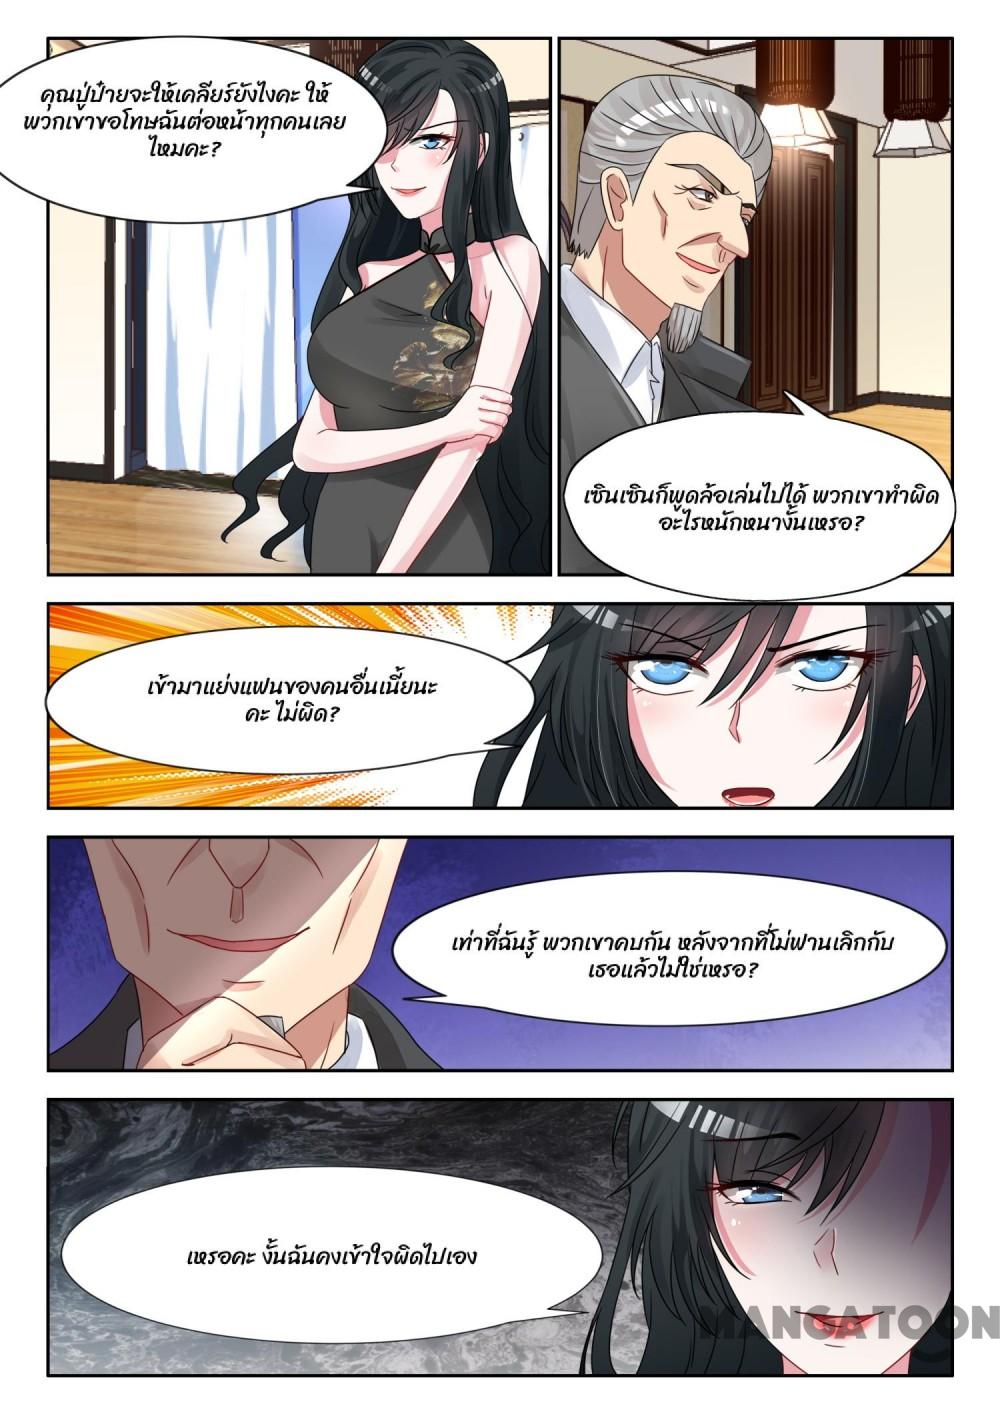 คุณปู่ป๋ายจะให้เคลียร์ยังไงคะ ให้
พวกเขาขอโทษฉันต่อหน้าทุกคนเลย
ไหมคะ?
เซินเซินก็พูดล้อเล่นไปได้ พวกเขาทำผิด
อะไรหนักหนางั้นเหรอ?
เข้ามาแย่งแฟนของคนอื่นเนี้ยนะ
คะ ไม่ผิด?
เท่าที่ฉันรู้ พวกเขาคบกัน หลังจากที่โม่ฟานเลิกกับ
เธอแล้วไม่ใช่เหรอ?
เหรอคะ งั้นฉันคงเข้าใจผิดไปเอง
MANGATOON